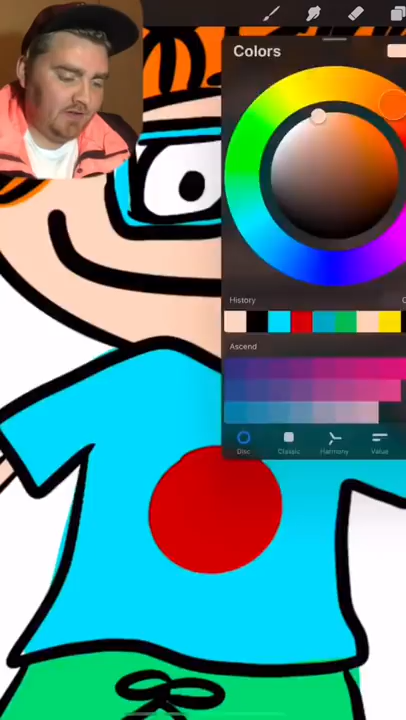 Colors
History
Ascend
Disc
Classic
Harmony
Value